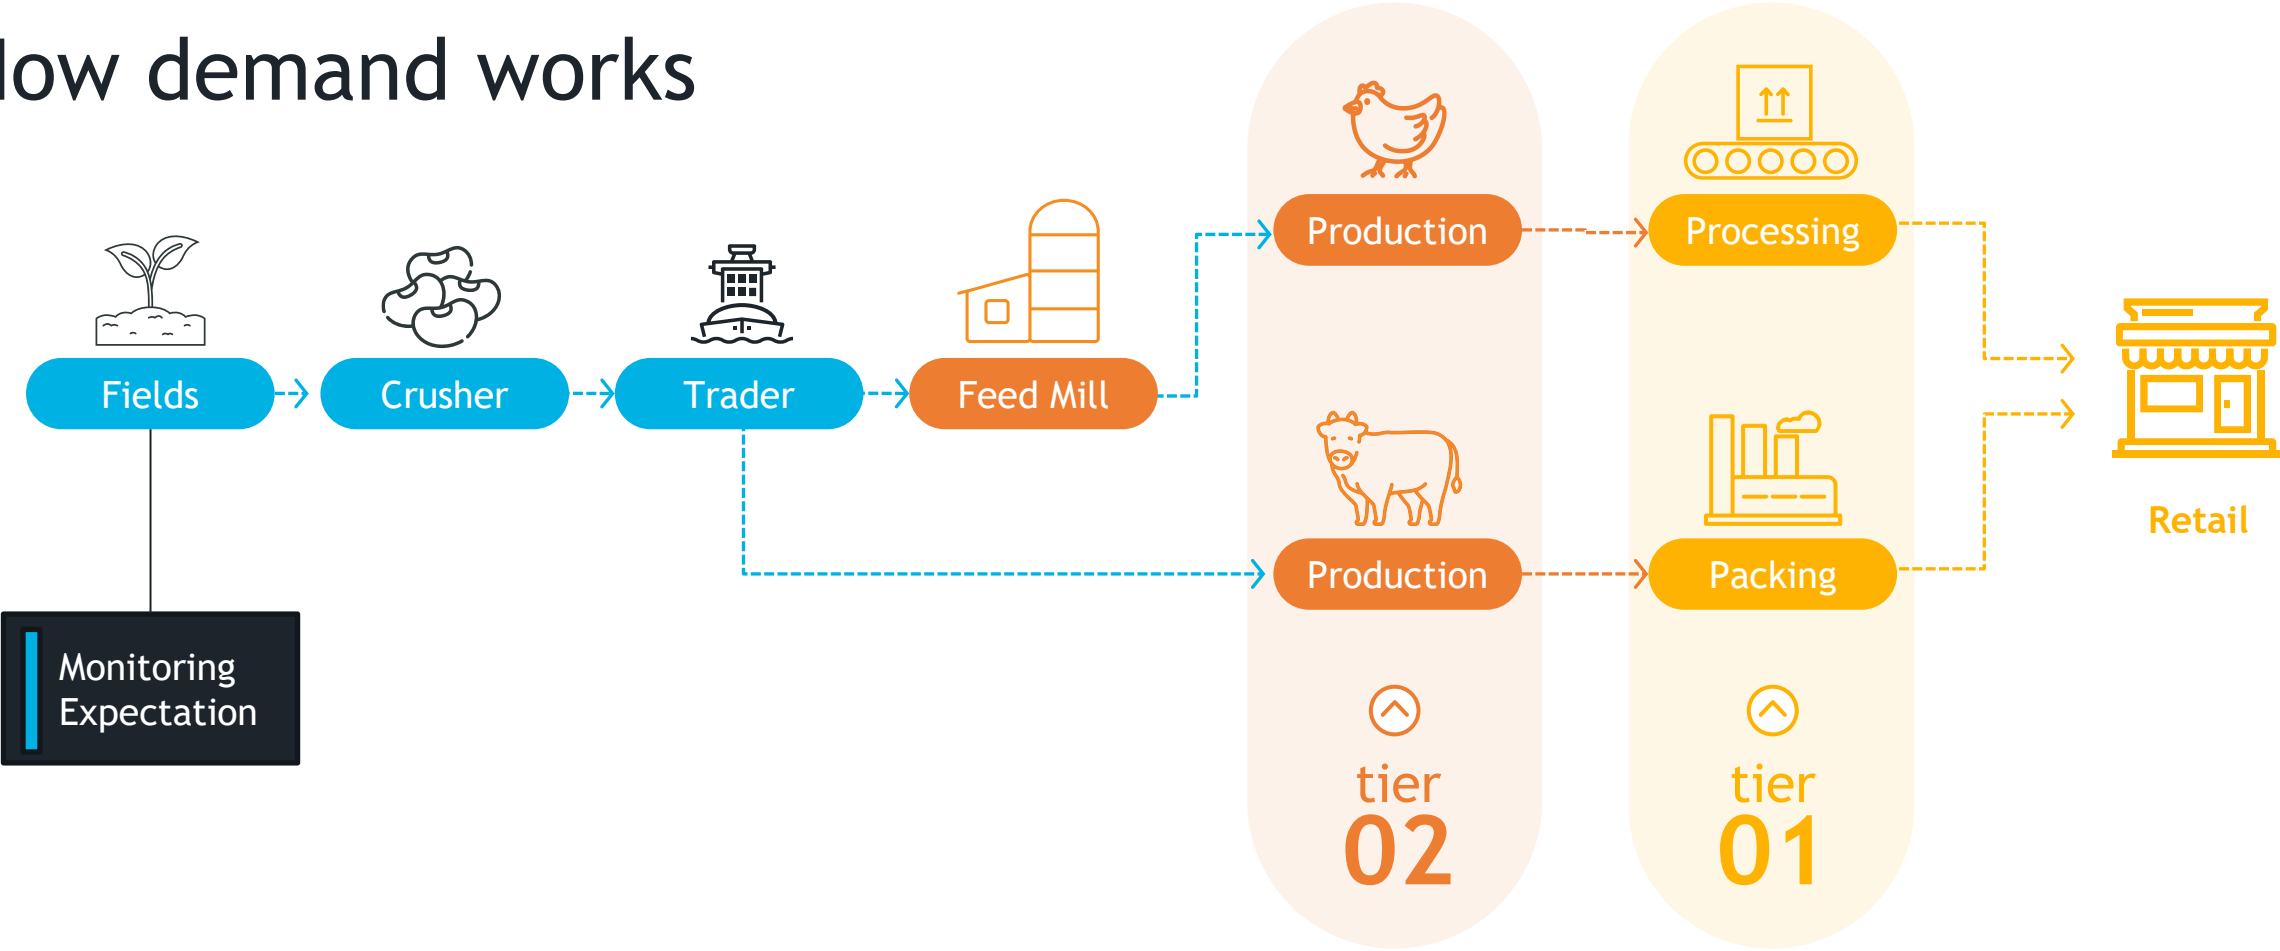 low demand works
Fields
Crusher
Trader
Feed Mill
Production
Processing
Production
Packing
Retail
Monitoring
Expectation
tier
02
tier
01